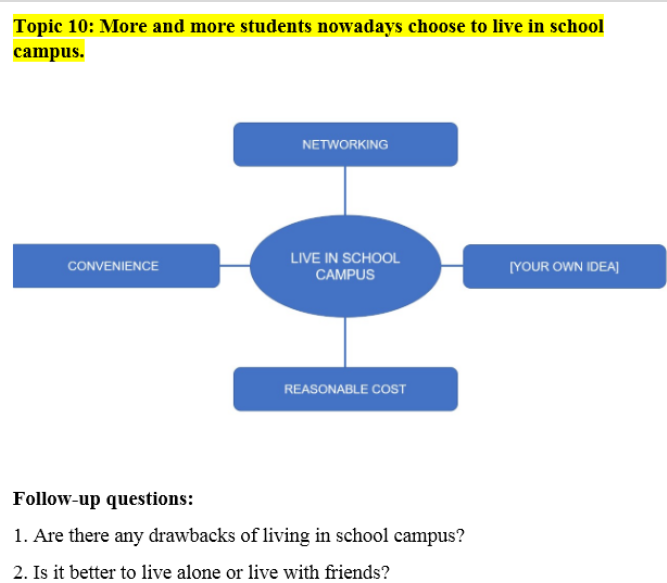 Topic 10: More and more students nowadays choose to live in school
campus.
NETWORKING
CONVENIENCE
LIVE IN SCHOOL
CAMPUS
[YOUR OWN IDEA]
REASONABLE COST
Follow-up questions:
1. Are there any drawbacks of living in school campus?
2. Is it better to live alone or live with friends?